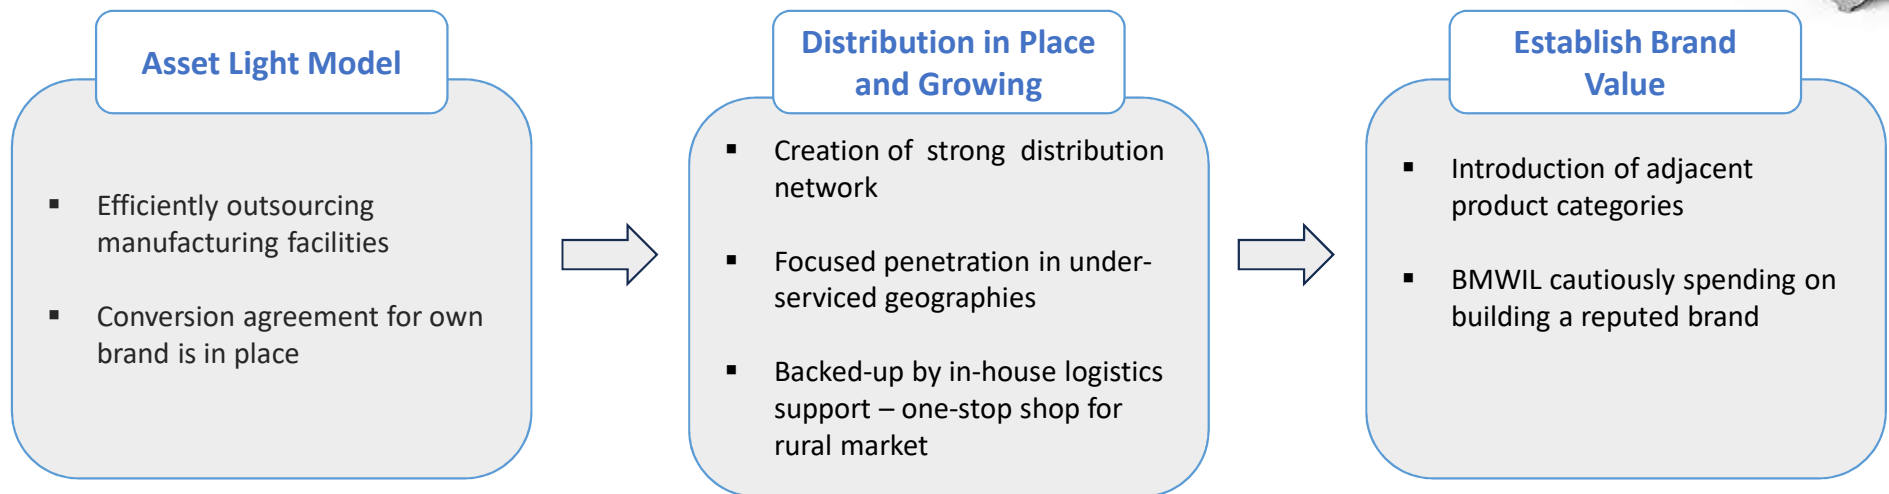 Asset Light Model
▪ Efficiently outsourcing
manufacturing facilities
▪ Conversion agreement for own
brand is in place
Distribution in Place
and Growing
▪ Creation of strong distribution
network
▪ Focused penetration in under-
serviced geographies
▪ Backed-up by in-house logistics
support – one-stop shop for
rural market
Establish Brand
Value
▪ Introduction of adjacent
product categories
▪ BMWIL cautiously spending on
building a reputed brand